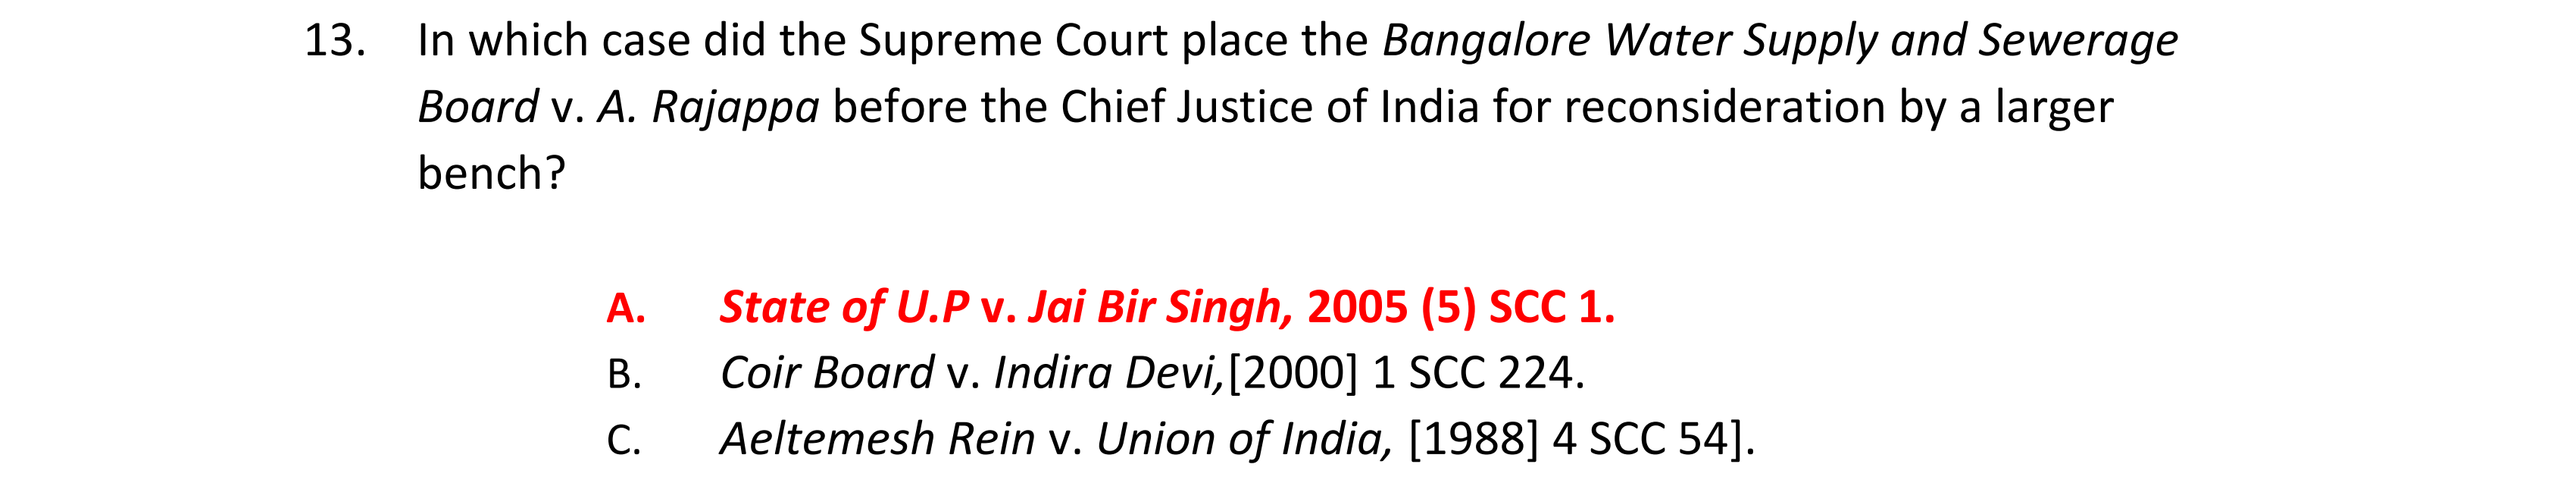 13. In which case did the Supreme Court place the Bangalore Water Supply and Sewerage
Board v. A. Rajappa before the Chief Justice of India for reconsideration by a larger
bench?
A. State of U.P v. Jai Bir Singh, 2005 (5) SCC 1.
B. Coir Board v. Indira Devi,[2000] 1 SCC 224.
C. Aeltemesh Rein v. Union of India, [1988] 4 SCC 54].